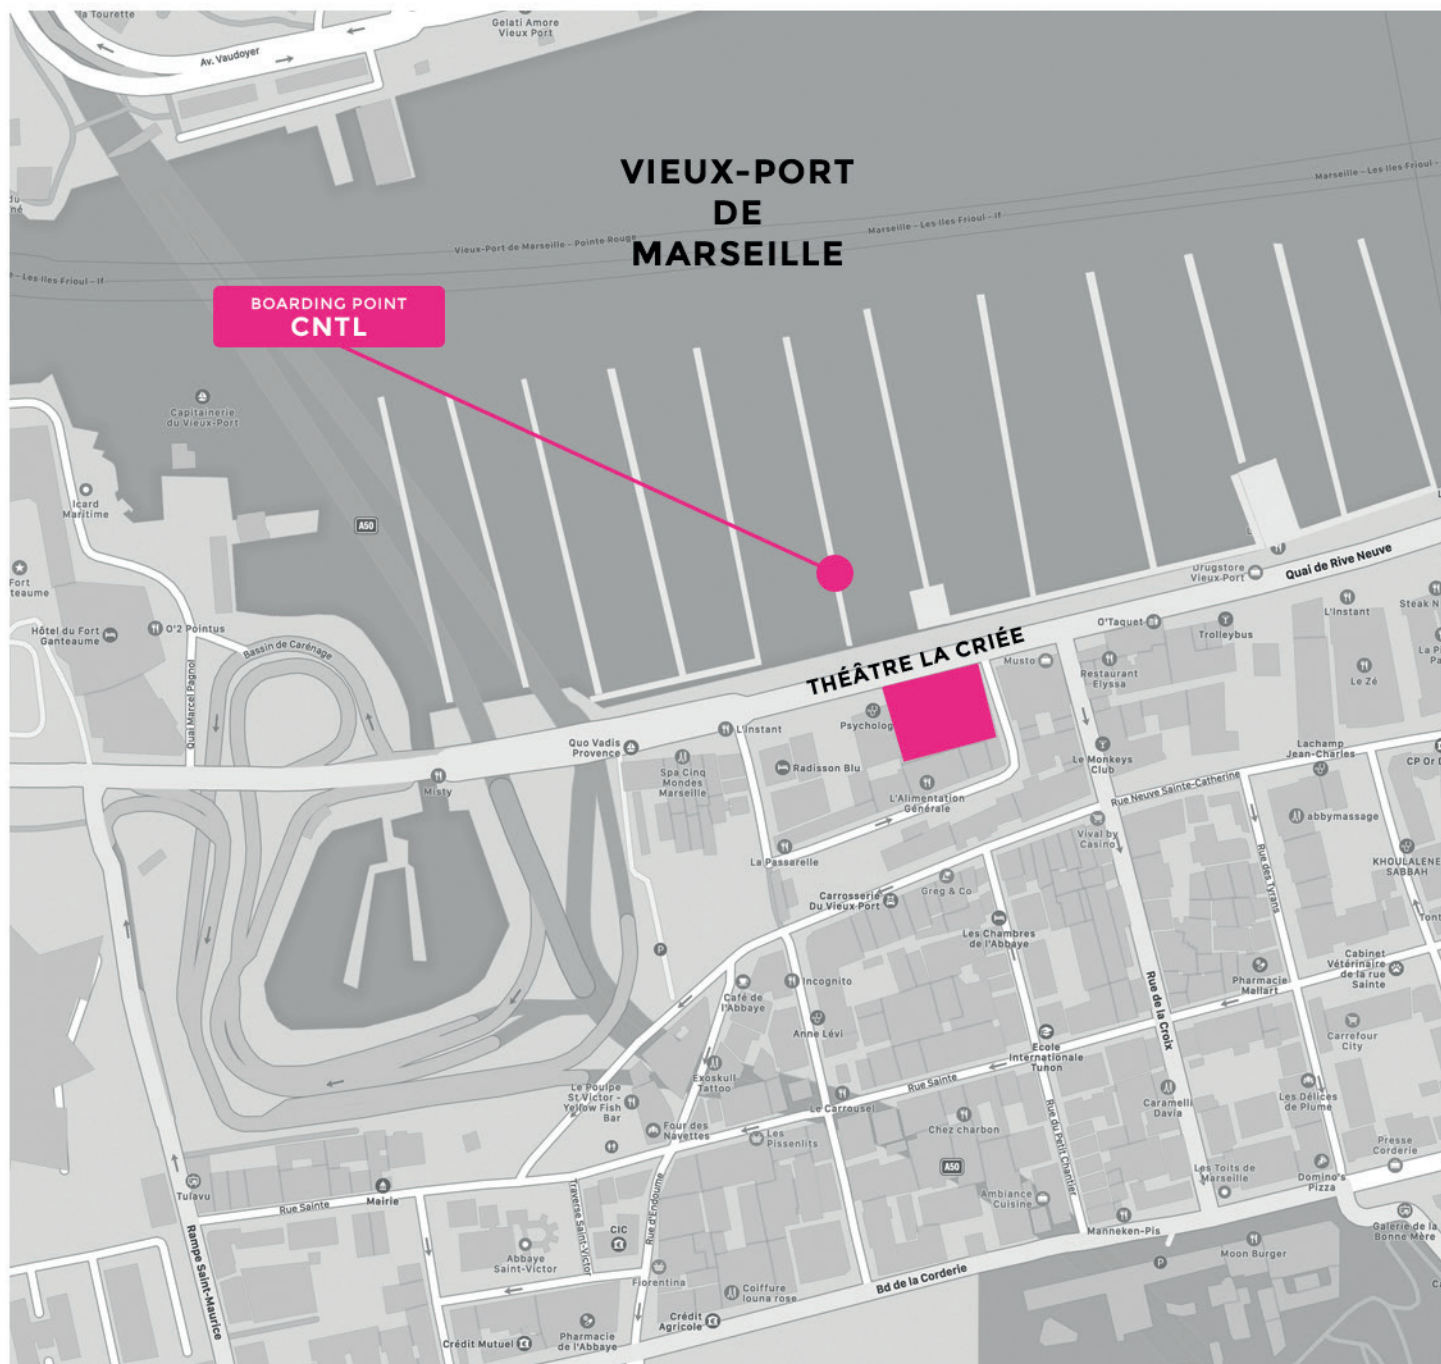 la Tourette
Gelati Amore
Vieux Port
Av. Vaudoyer
VIEUX-PORT
DE
MARSEILLE
Marseille - Les Iles Frioul -
Marseille - Les Iles Frioul - If
Vieux-Port de Marseille - Pointe Rouge
- Les Iles Frioul - If
BOARDING POINT
CNTL
Capitainerie
du Vieux-Port
Icard
Maritime
A50
Fort
Hôtel du Fort
Ganteaume
O'2 Pointus
Bassin de Carénage
Quai Marcel Pagnol
Drugstore
Vieux Port
Quai de Rive Neuve
L'Instant
Steak N
O'Taquet
Trolleybus
THÉÂTRE LA CRIÉE
Musto
Restaurant
Elyssa
Le Zé
Psycholog
L'Instant
Quo Vadis
Provence
Spa Cinq
Mondes
Marseille
Radisson Blu
Misty
Le Monkeys
Club
Lachamp
Jean-Charles
CP Or D
L'Alimentation
Générale
Rue Neuve Sainte-Catherine
abbymassage
Vival by
Casino
La Passarelle
Rue des Tyrans
KHOULALENE
SABBAH
Greg & Co
Carrosserie
Du Vieux Port
Les Chambres
de l'Abbaye
P
Cabinet
Vétérinaire
de la rue
Sainte
Pharmacie
Mallart
Incognito
Café de
l'Abbaye
Anne Lévi
Rue de la Croix
Carrefour
City
Ecole
Internationale
Tunon
Exoskull
Tattoo
Rue Sainte
Le Poulpe
St Victor -
Yellow Fish
Bar
Le Carrousel
Caramelli
Davia
Les Délices
de Plume
Four des
Navettes
Les
Pissenlits
Chez charbon
Rue du Petit Chantier
Presse
Corderie
A50
Les Toits de
Marseille
Domino's
Pizza
Tulavu
Mairie
Rue Sainte
Ambiance
Cuisine
Manneken-Pis
Traverse Saint-Victor
Rue d'Endoume
CIC
Abbaye
Saint-Victor
Rampe Saint-Maurice
Galerie de la
Bonne Mère
Moon Burger
P
Fiorentina
Coiffure
louna rose
Bd de la Corderie
Crédit
Agricole
Crédit Mutuel
Pharmacie
de l'Abbaye